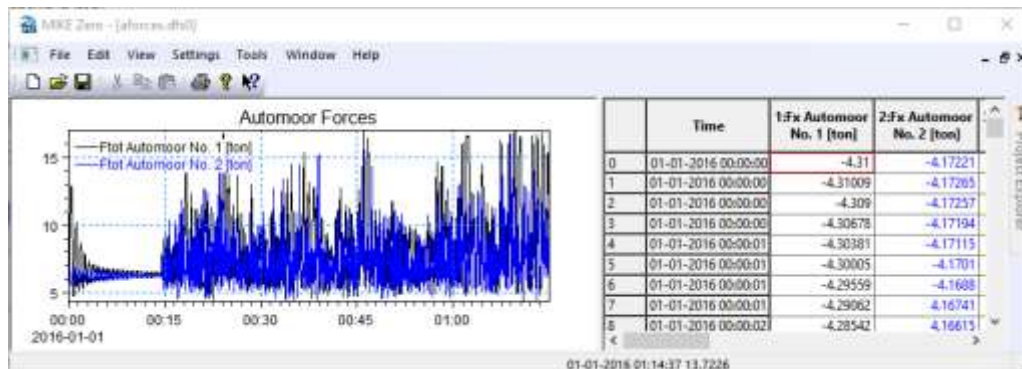 MIKE Zero - [aforces.dfs0]
File Edit View Settings Tools Window Help
Automoor Forces
Ftot Automoor No. 1 [ton]
Ftot Automoor No. 2 [ton]
15
10
5
00:00 00:15 00:30 00:45 01:00
2016-01-01
Time 1:Fx Automoor No. 1 [ton] 2:Fx Automoor No. 2 [ton]
0 01-01-2016 00:00:00 -4.31 -4.17221
1 01-01-2016 00:00:00 -4.31009 -4.17265
2 01-01-2016 00:00:00 -4.309 -4.17257
3 01-01-2016 00:00:00 -4.30678 -4.17194
4 01-01-2016 00:00:01 -4.30381 -4.17115
5 01-01-2016 00:00:01 -4.30005 -4.1701
6 01-01-2016 00:00:01 -4.29559 -4.1688
7 01-01-2016 00:00:01 -4.29062 4.16741
8 01-01-2016 00:00:02 -4.28542 4.16615
Project Explorer
01-01-2016 01:14:37 13.7226